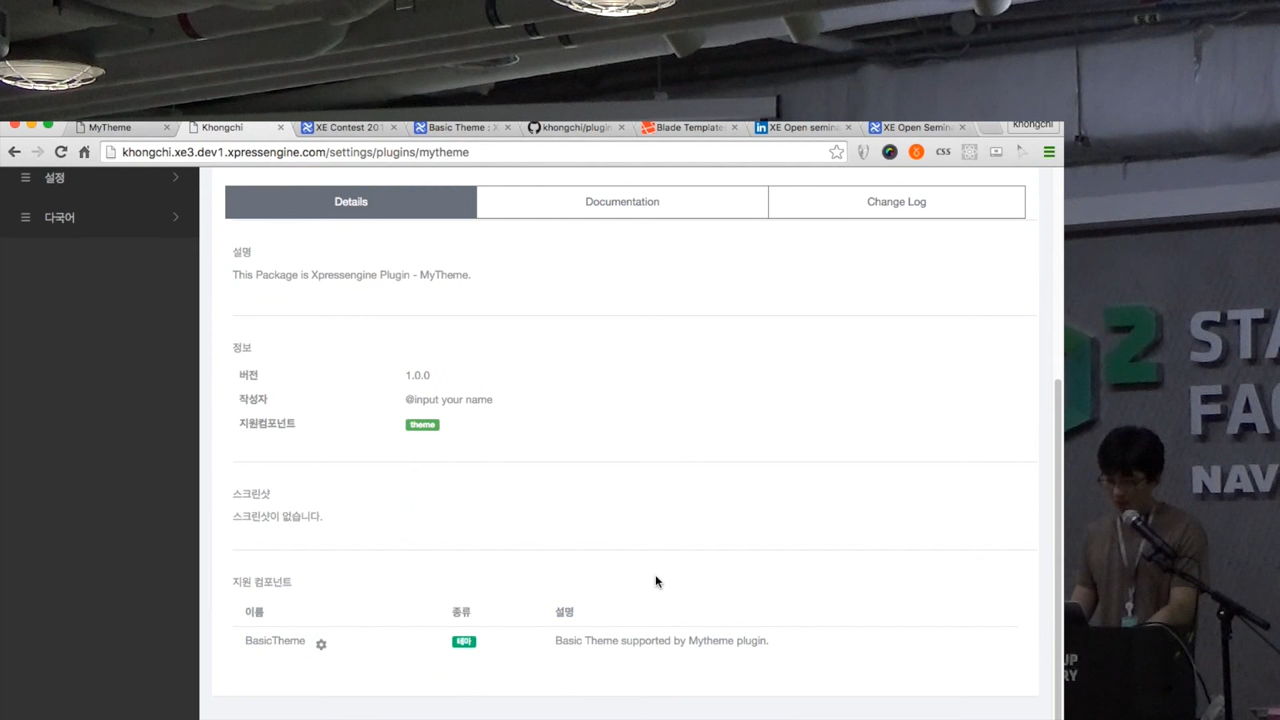 MyTheme
Khongchi
XE Contest 201
Basic Theme : X
khongchi/plugin
Blade Template
XE Open semina
XE Open Semin
khongchi
khongchi.xe3.dev1.xpressengine.com/settings/plugins/mytheme
CSS
설정
다국어
Details
Documentation
Change Log
설명
This Package is Xpressengine Plugin - MyTheme.
정보
버전
1.0.0
작성자
@input your name
지원컴포넌트
theme
스크린샷
스크린샷이 없습니다.
지원 컴포넌트
이름
종류
설명
BasicTheme
테마
Basic Theme supported by Mytheme plugin.
2
STA
FA
NAV
UP
RY